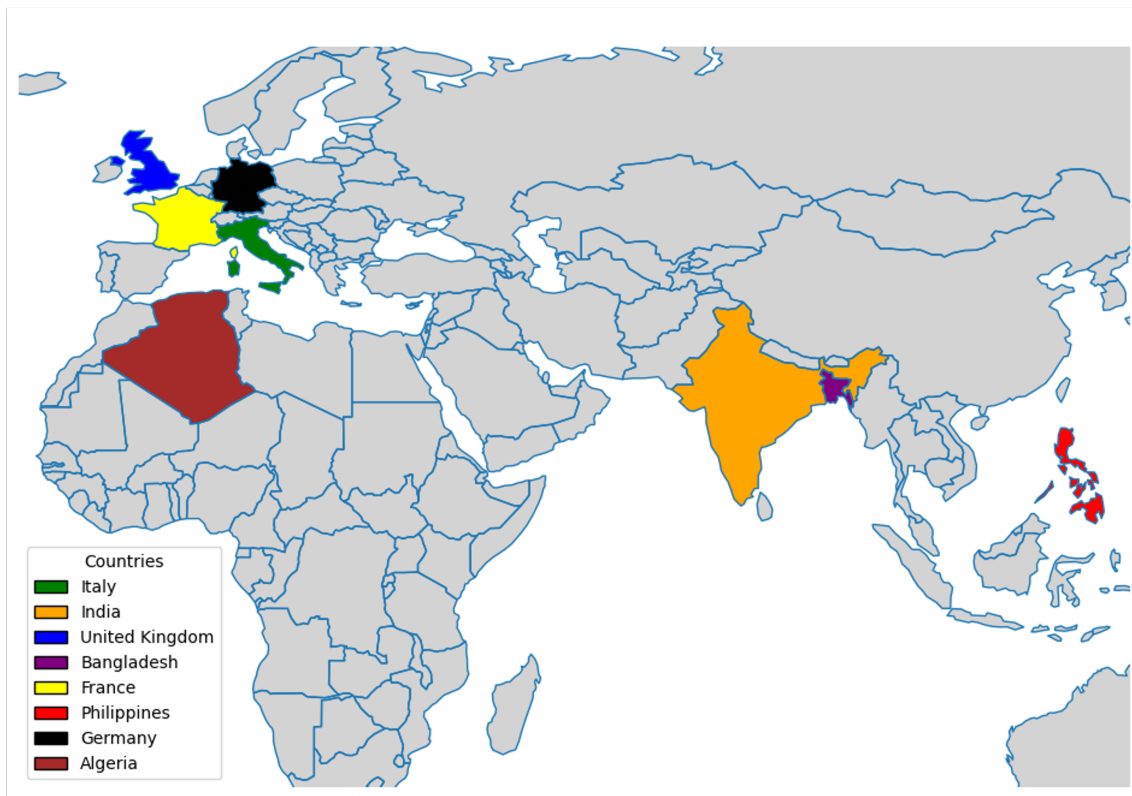 Countries
Italy
India
United Kingdom
Bangladesh
France
Philippines
Germany
Algeria